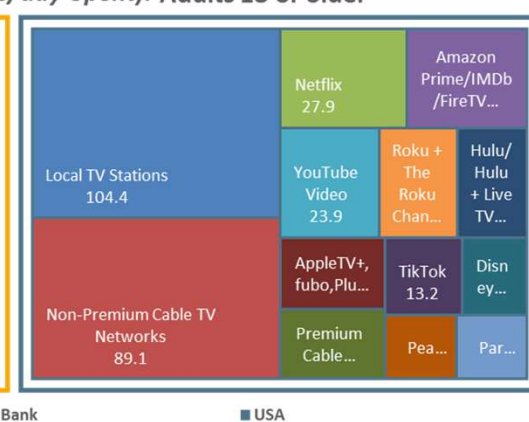 Adults 18 or older
Local TV Stations
104.4
Non-Premium Cable TV
Networks
89.1
Netflix
27.9
Amazon
Prime/IMDb
/FireTV...
YouTube
Video
23.9
Roku +
The
Roku
Chan...
Hulu/
Hulu
+ Live
TV...
AppleTV+,
fubo,Plu...
TikTok
13.2
Disn
ey...
Premium
Cable...
Pea...
Par...
Bank
USA